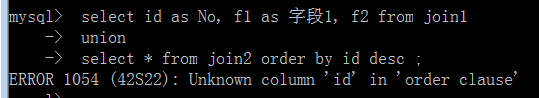 mysql> select id as No, f1 as 字段1, f2 from join1
-> union
-> select * from join2 order by id desc ;
ERROR 1054 (42S22): Unknown column 'id' in 'order clause'